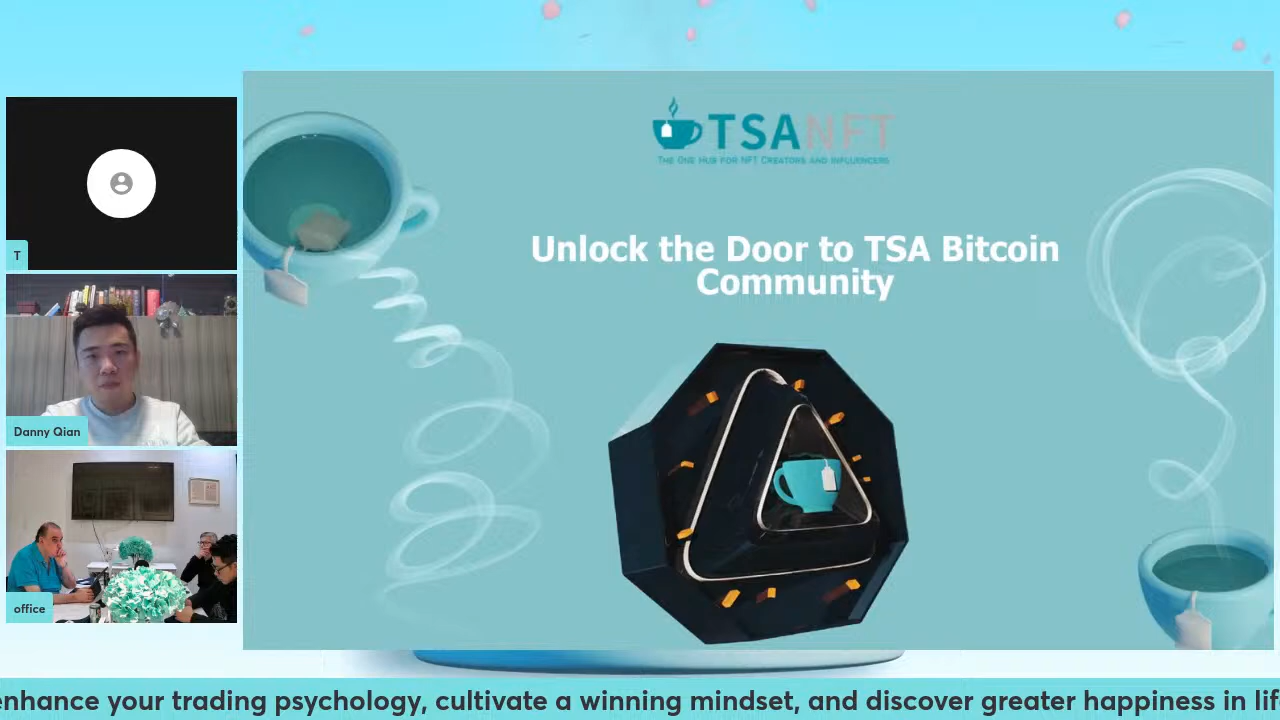 TSANFT
THE ONE HUB FOR NFT CREATORS AND INFLUENCERS
Unlock the Door to TSA Bitcoin
Community
T
Danny Qian
office
enhance your trading psychology, cultivate a winning mindset, and discover greater happiness in lif